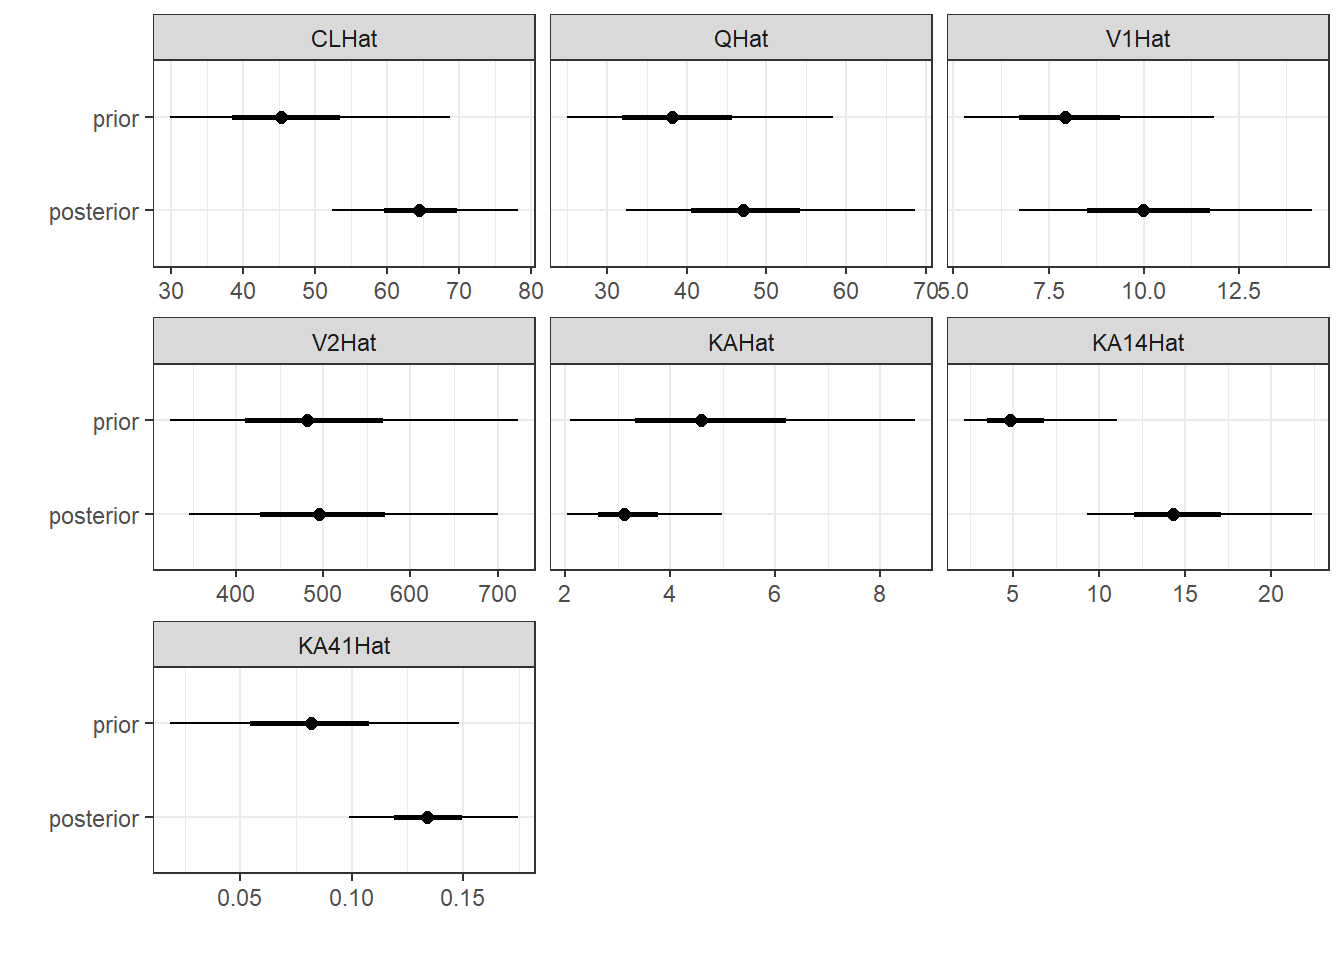 CLHat QHat V1Hat
prior
posterior
30 40 50 60 70 80 30 40 50 60 70 5.0 7.5 10.0 12.5
V2Hat KAHat KA14Hat
prior
posterior
400 500 600 700 2 4 6 8 5 10 15 20
KA41Hat
prior
posterior
0.05 0.10 0.15